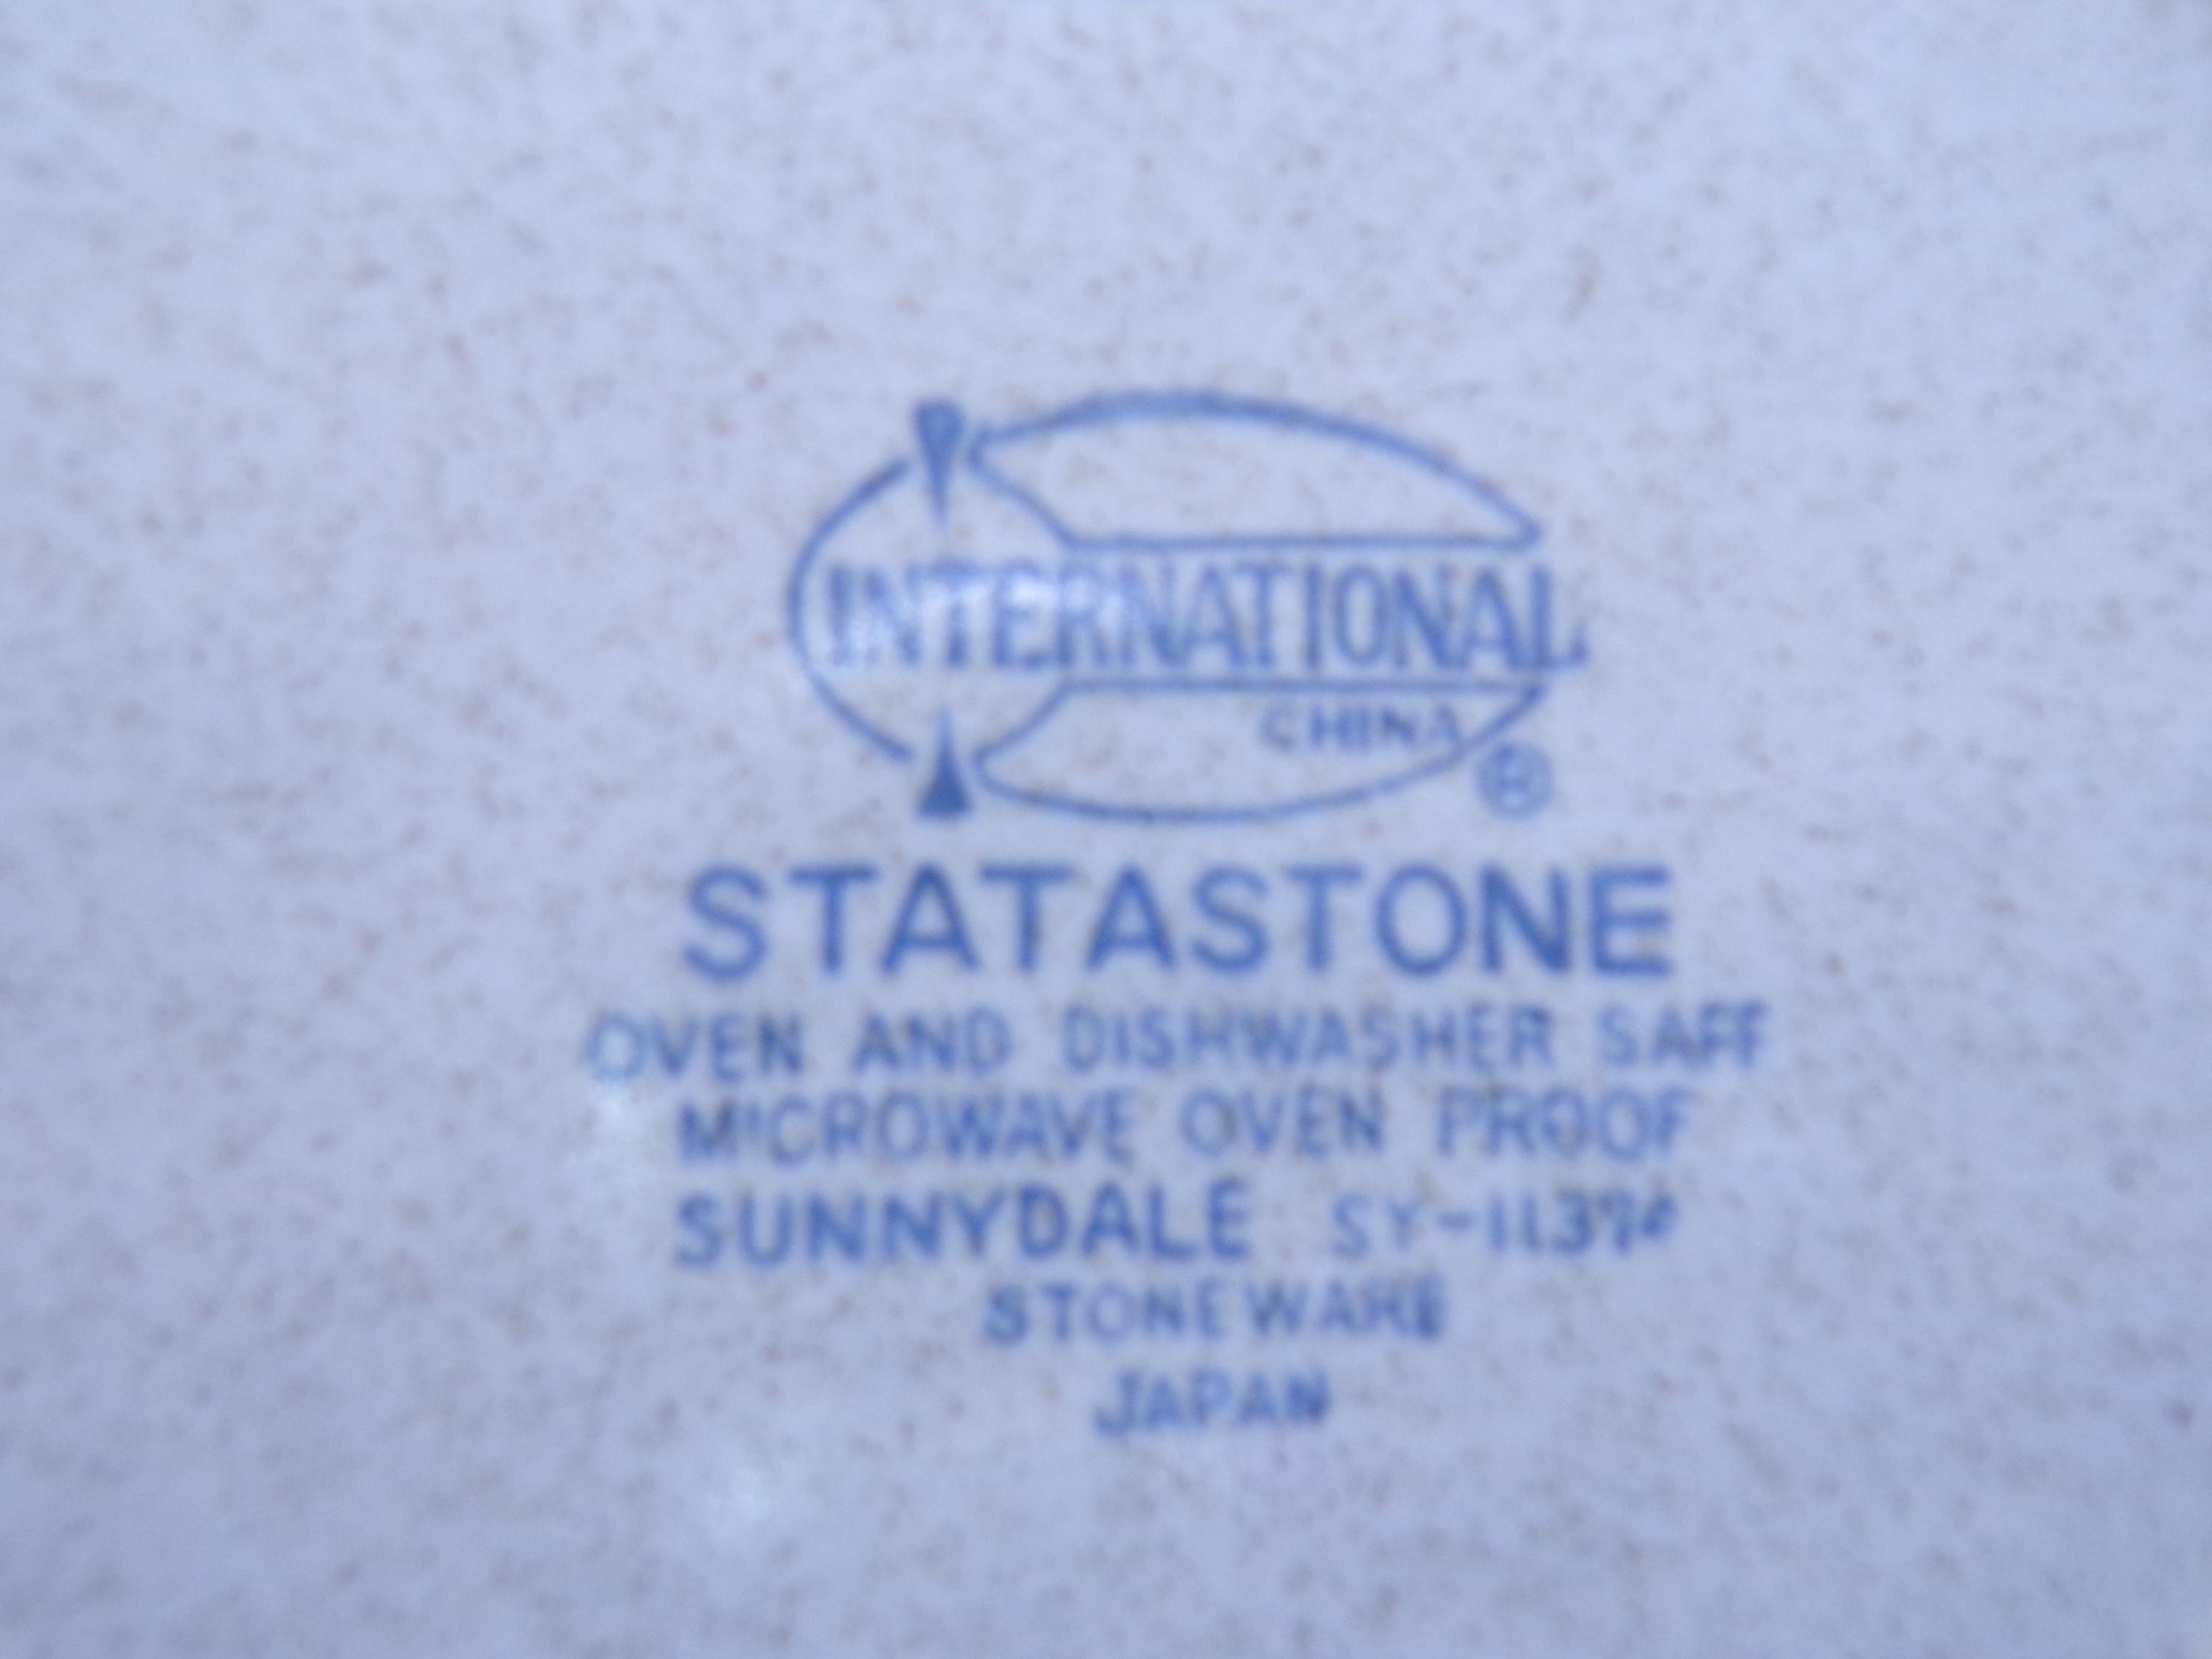 INTERNATIONAL
CHINA
®
STATASTONE
OVEN AND DISHWASHER SAFE
MICROWAVE OVEN PROOF
SUNNYDALE
STONEWARE
JAPAN